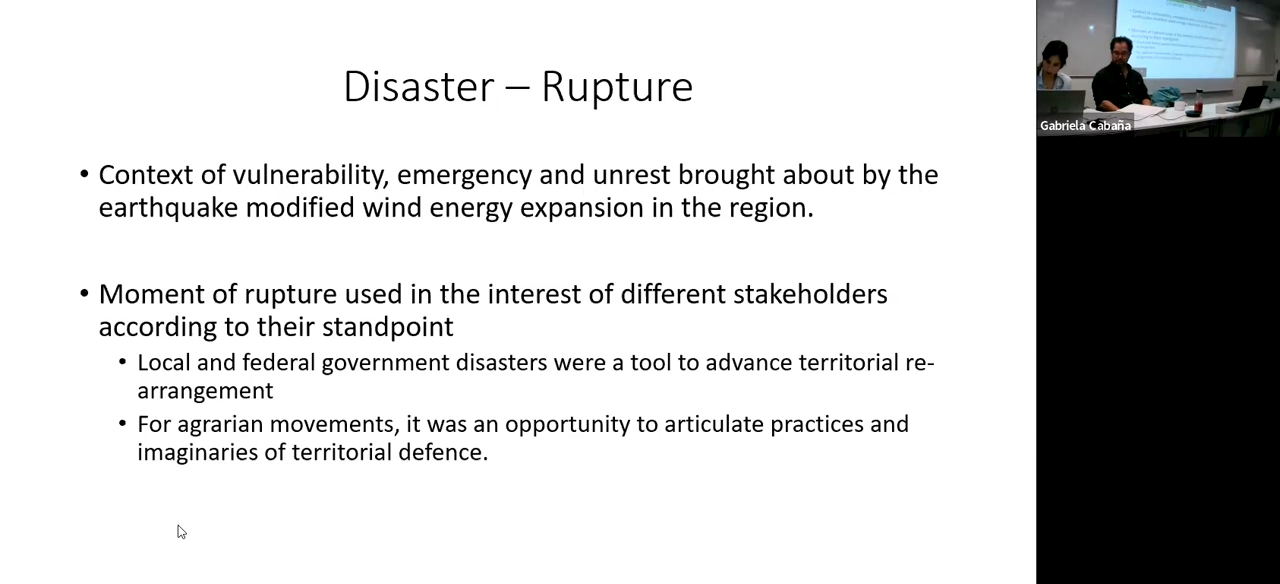 Disaster – Rupture
• Context of vulnerability, emergency and unrest brought about by the
earthquake modified wind energy expansion in the region.
• Moment of rupture used in the interest of different stakeholders
according to their standpoint
• Local and federal government disasters were a tool to advance territorial re-
arrangement
• For agrarian movements, it was an opportunity to articulate practices and
imaginaries of territorial defence.
Gabriela Cabaña